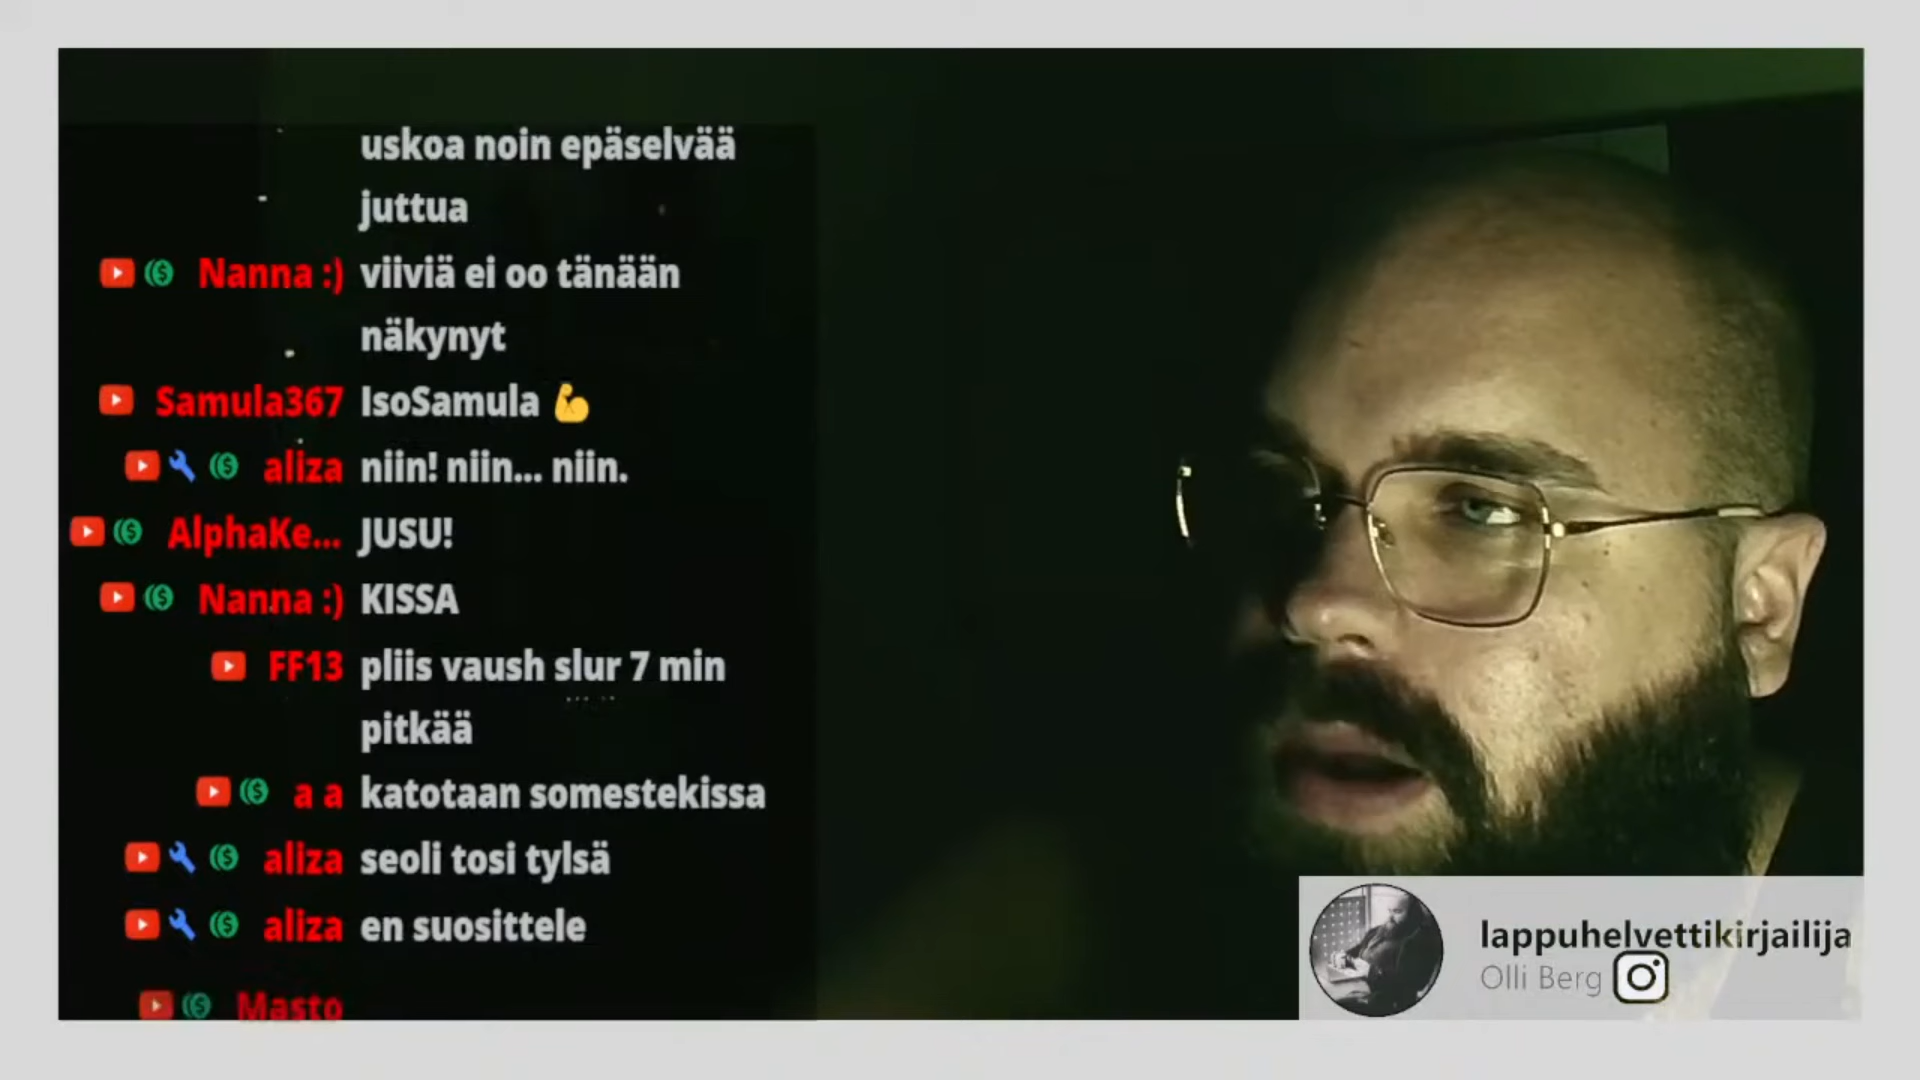 uskoa noin epäselvää
juttua
Nanna :) viiviä ei oo tänään
näkynyt
Samula367 IsoSamula 💪
aliza niin! niin... niin.
AlphaKe... JUSU!
Nanna :) KISSA
FF13 pliis vaush slur 7 min
pitkää
a a katotaan somestekissa
aliza seoli tosi tylsä
aliza en suosittele
Masto
lappuhelvettikirjailija
Olli Berg